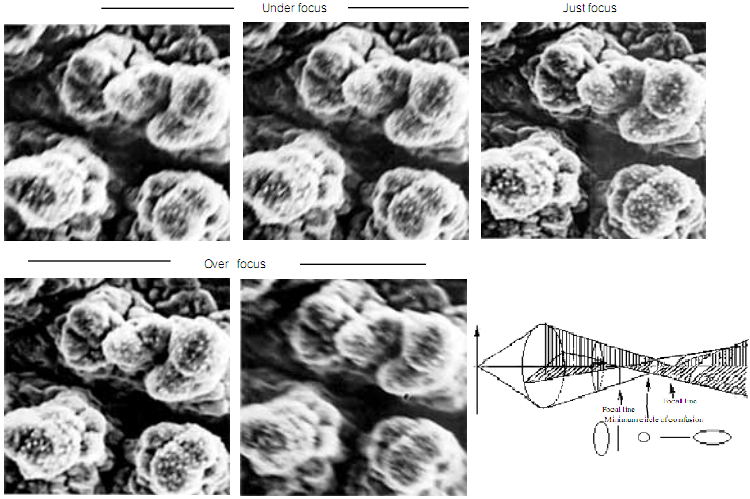 Under focus
Just focus
Over focus
Focal line
Focal line
Minimum circle of confusion